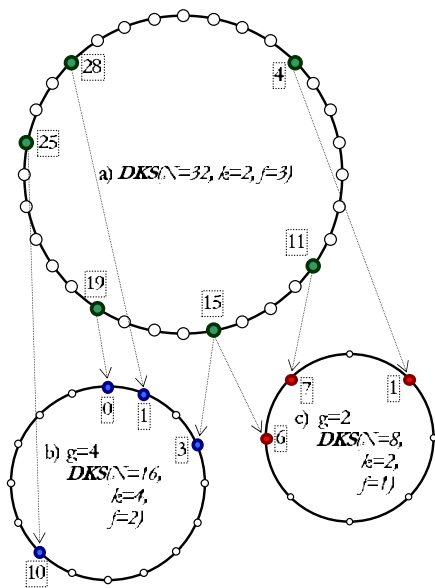 28
4
25
a) DKS(N=32, k=2, f=3)
11
19
15
0
1
7
1
3
6
c) g=2
DKS(N=8,
k=2,
f=1)
b) g=4
DKS(N=16,
k=4,
f=2)
10